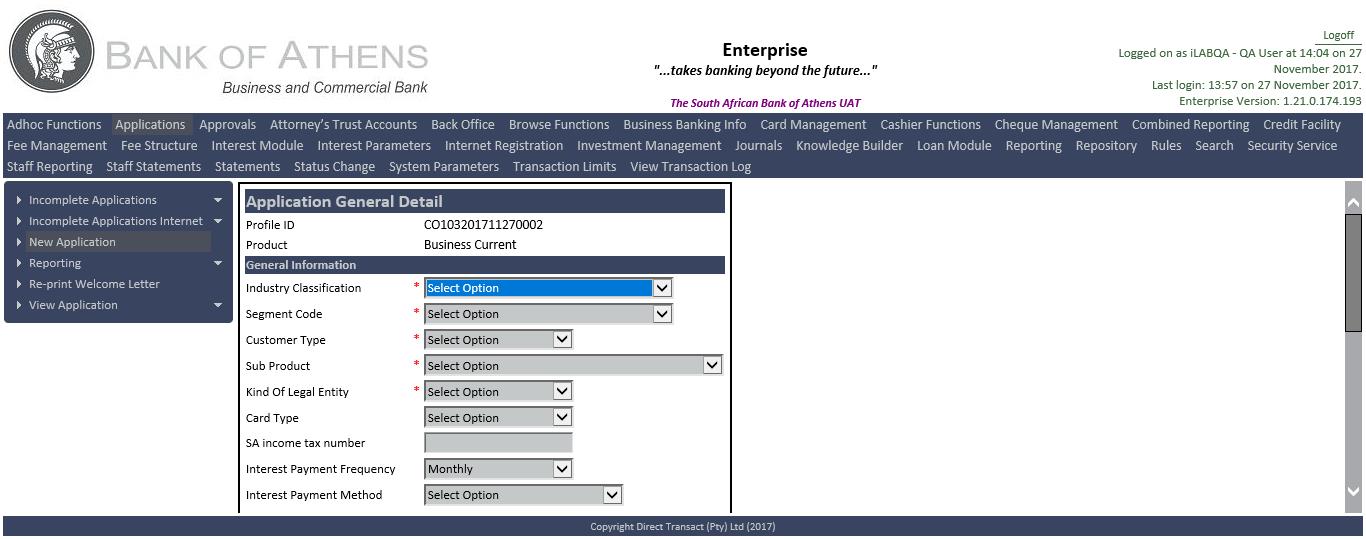 BANK OF ATHENS
Business and Commercial Bank
Enterprise
"...takes banking beyond the future..."
The South African Bank of Athens UAT
Logoff
Logged on as iLABQA - QA User at 14:04 on 27
November 2017.
Last login: 13:57 on 27 November 2017.
Enterprise Version: 1.21.0.174.193
Adhoc Functions Applications Approvals Attorney's Trust Accounts Back Office Browse Functions Business Banking Info Card Management Cashier Functions Cheque Management Combined Reporting Credit Facility
Fee Management Fee Structure Interest Module Interest Parameters Internet Registration Investment Management Journals Knowledge Builder Loan Module Reporting Repository Rules Search Security Service
Staff Reporting Staff Statements Statements Status Change System Parameters Transaction Limits View Transaction Log
Incomplete Applications
Incomplete Applications Internet
New Application
Reporting
Re-print Welcome Letter
View Application
Application General Detail
Profile ID CO103201711270002
Product Business Current
General Information
Industry Classification * Select Option
Segment Code * Select Option
Customer Type * Select Option
Sub Product * Select Option
Kind Of Legal Entity * Select Option
Card Type Select Option
SA income tax number
Interest Payment Frequency Monthly
Interest Payment Method Select Option
Copyright Direct Transact (Pty) Ltd (2017)